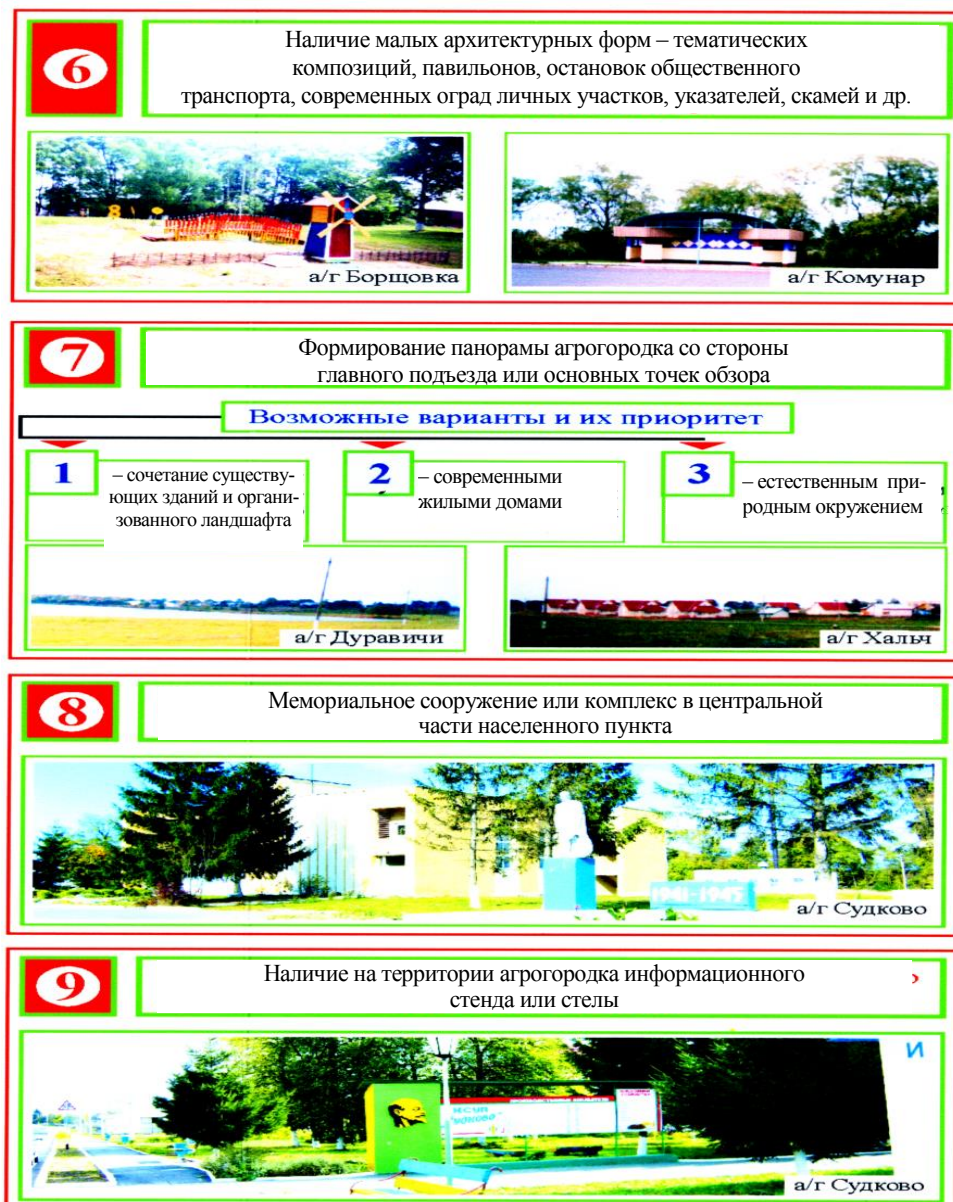 6
Наличие малых архитектурных форм – тематических
композиций, павильонов, остановок общественного
транспорта, современных оград личных участков, указателей, скамей и др.
а/г Борщовка
а/г Комунар
7
Формирование панорамы агрогородка со стороны
главного подъезда или основных точек обзора
Возможные варианты и их приоритет
1
– сочетание существу-
ющих зданий и органи-
зованного ландшафта
2
– современными
жилыми домами
3
– естественным при-
родным окружением
а/г Дуравичи
а/г Хальч
8
Мемориальное сооружение или комплекс в центральной
части населенного пункта
1941-1945
а/г Судково
9
Наличие на территории агрогородка информационного
стенда или стелы
и
а/г Судково